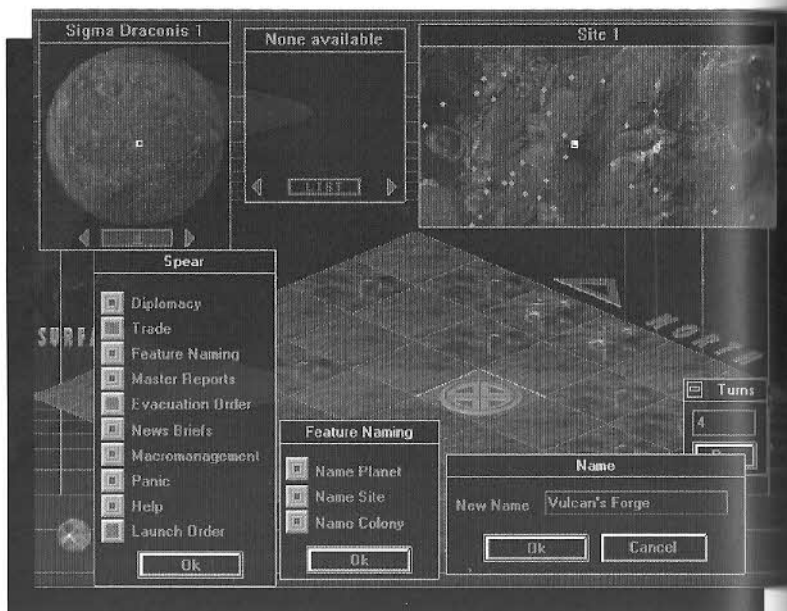 Sigma Draconis 1
None available
LIST
Site 1
Spear
Diplomacy
Trade
Feature Naming
Master Reports
Evacuation Order
News Briefs
Macromanagement
Panic
Help
Launch Order
Ok
SURFA
NORTH
Feature Naming
Name Planet
Name Site
Name Colony
Ok
Turns
4
Name
New Name Vulcan's Forge
Ok Cancel